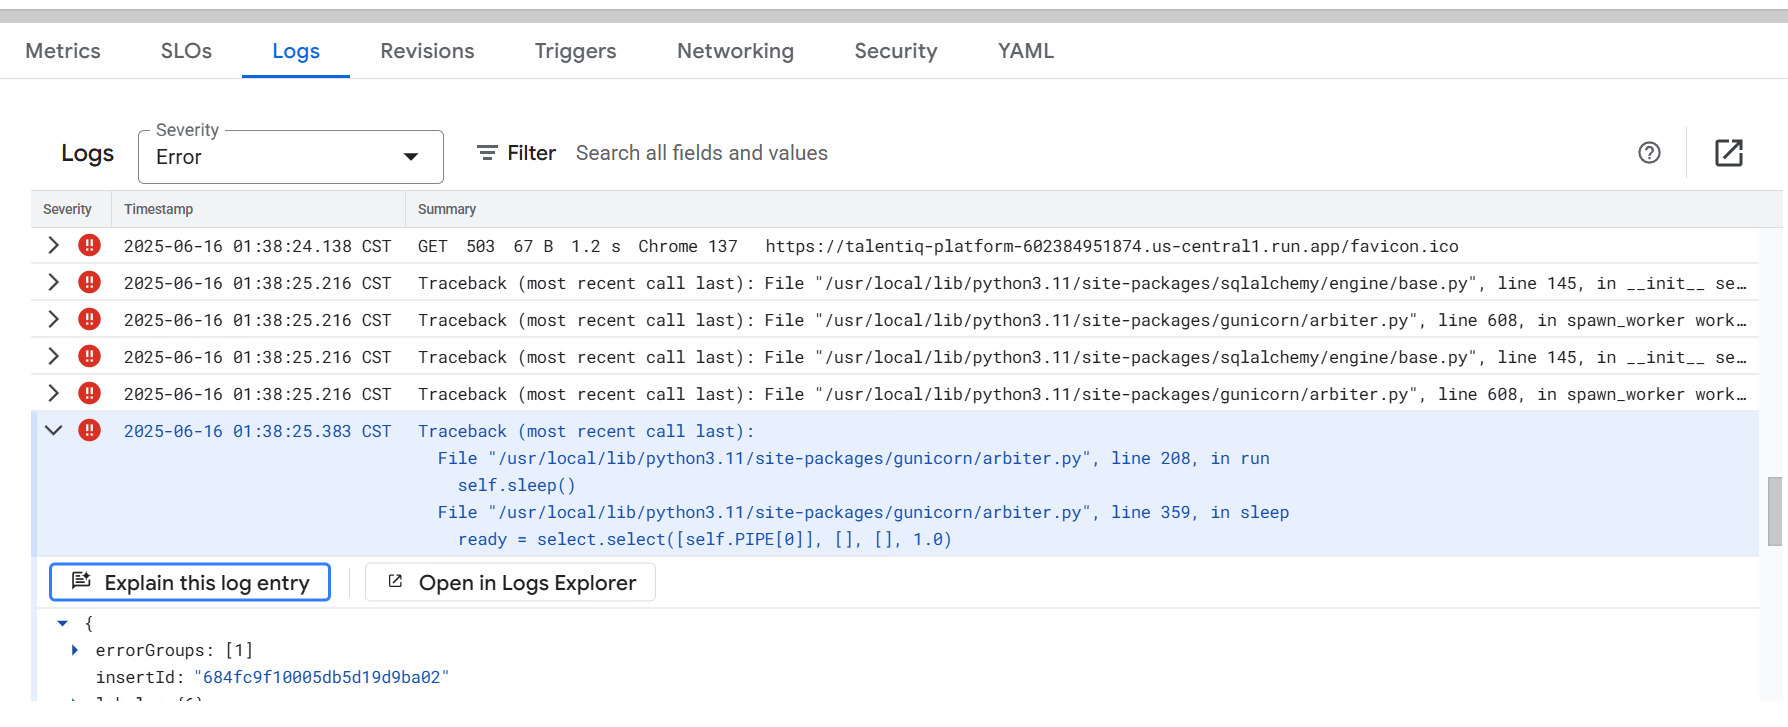 Metrics SLOs Logs Revisions Triggers Networking Security YAML
Severity
Logs Error Filter Search all fields and values
Severity Timestamp Summary
2025-06-16 01:38:24.138 CST GET 503 67 B 1.2 s Chrome 137 https://talentiq-platform-602384951874.us-central1.run.app/favicon.ico
2025-06-16 01:38:25.216 CST Traceback (most recent call last): File "/usr/local/lib/python3.11/site-packages/sqlalchemy/engine/base.py", line 145, in __init__ se…
2025-06-16 01:38:25.216 CST Traceback (most recent call last): File "/usr/local/lib/python3.11/site-packages/gunicorn/arbiter.py", line 608, in spawn_worker work…
2025-06-16 01:38:25.216 CST Traceback (most recent call last): File "/usr/local/lib/python3.11/site-packages/sqlalchemy/engine/base.py", line 145, in __init__ se…
2025-06-16 01:38:25.216 CST Traceback (most recent call last): File "/usr/local/lib/python3.11/site-packages/gunicorn/arbiter.py", line 608, in spawn_worker work…
2025-06-16 01:38:25.383 CST Traceback (most recent call last):
File "/usr/local/lib/python3.11/site-packages/gunicorn/arbiter.py", line 208, in run
self.sleep()
File "/usr/local/lib/python3.11/site-packages/gunicorn/arbiter.py", line 359, in sleep
ready = select.select([self.PIPE[0]], [], [], 1.0)
Explain this log entry Open in Logs Explorer
{
errorGroups: [1]
insertId: "684fc9f10005db5d19d9ba02"